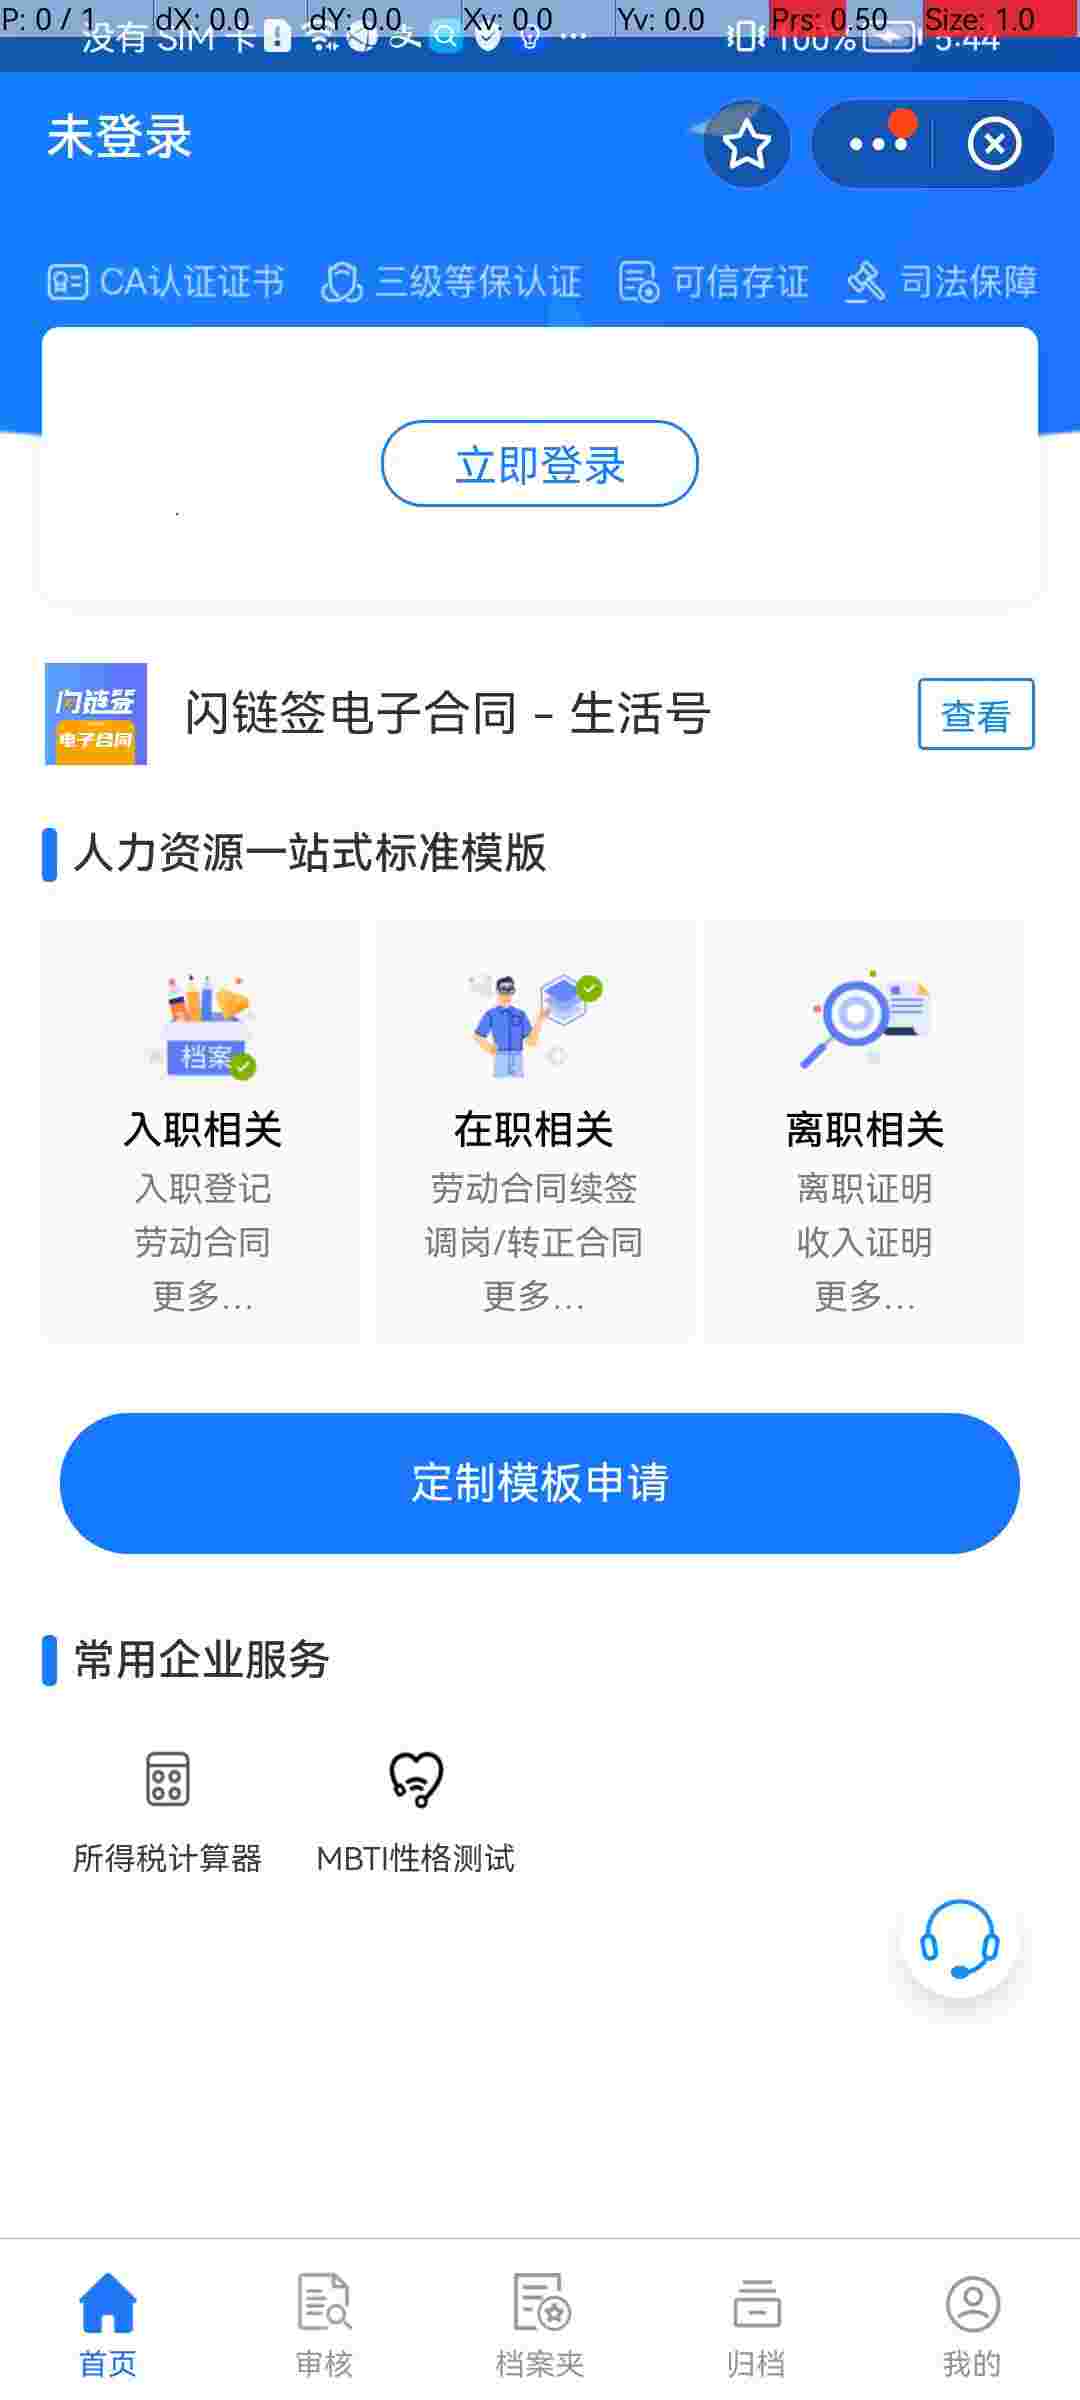 P: 0 / 1 dX: 0.0 dY: 0.0 Xv: 0.0 Yv: 0.0 Prs: 0.50 Size: 1.0
没有 SIM 卡 100% 5:44
未登录
CA认证证书 三级等保认证 可信存证 司法保障
立即登录
闪链签
电子合同
闪链签电子合同 - 生活号
查看
人力资源一站式标准模版
档案
入职相关 在职相关 离职相关
入职登记 劳动合同续签 离职证明
劳动合同 调岗/转正合同 收入证明
更多... 更多... 更多...
定制模板申请
常用企业服务
所得税计算器 MBTI性格测试
首页 审核 档案夹 归档 我的